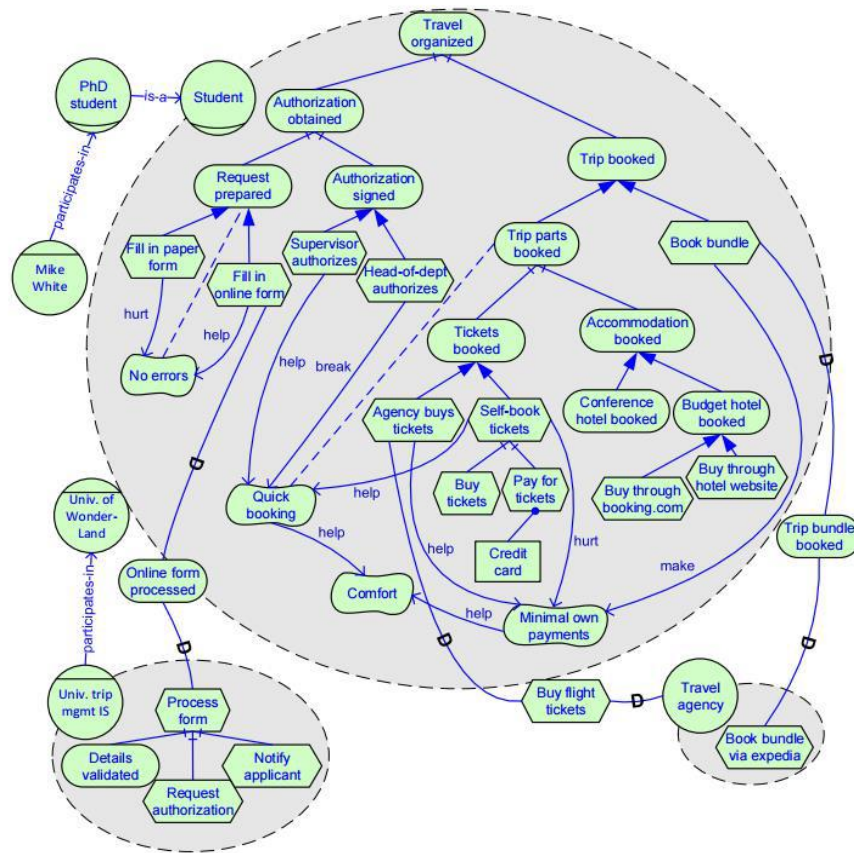 Travel
organized
PhD
student
is-a
Student
Authorization
obtained
Trip booked
participates-in
Request
prepared
Authorization
signed
Mike
White
Fill in paper
form
Fill in
online form
Supervisor
authorizes
Head-of-dept
authorizes
Trip parts
booked
Book bundle
hurt
help
No errors
help
break
Tickets
booked
Accommodation
booked
D
Agency buys
tickets
Self-book
tickets
Conference
hotel booked
Budget hotel
booked
D
Buy
tickets
Pay for
tickets
Buy through
booking.com
Buy through
hotel website
Univ. of
Wonder-
Land
Quick
booking
help
help
Credit
card
help
hurt
make
Trip bundle
booked
Online form
processed
Comfort
help
Minimal own
payments
participates-in
D
D
D
Univ. trip
mgmt IS
Process
form
Buy flight
tickets
D
Travel
agency
Details
validated
Request
authorization
Notify
applicant
Book bundle
via expedia